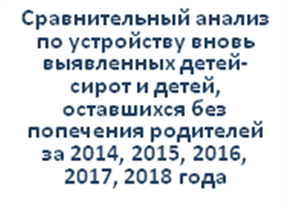 Сравнительный анализ
по устройству вновь
выявленных детей-
сирот и детей,
оставшихся без
попечения родителей
за 2014, 2015, 2016,
2017, 2018 года